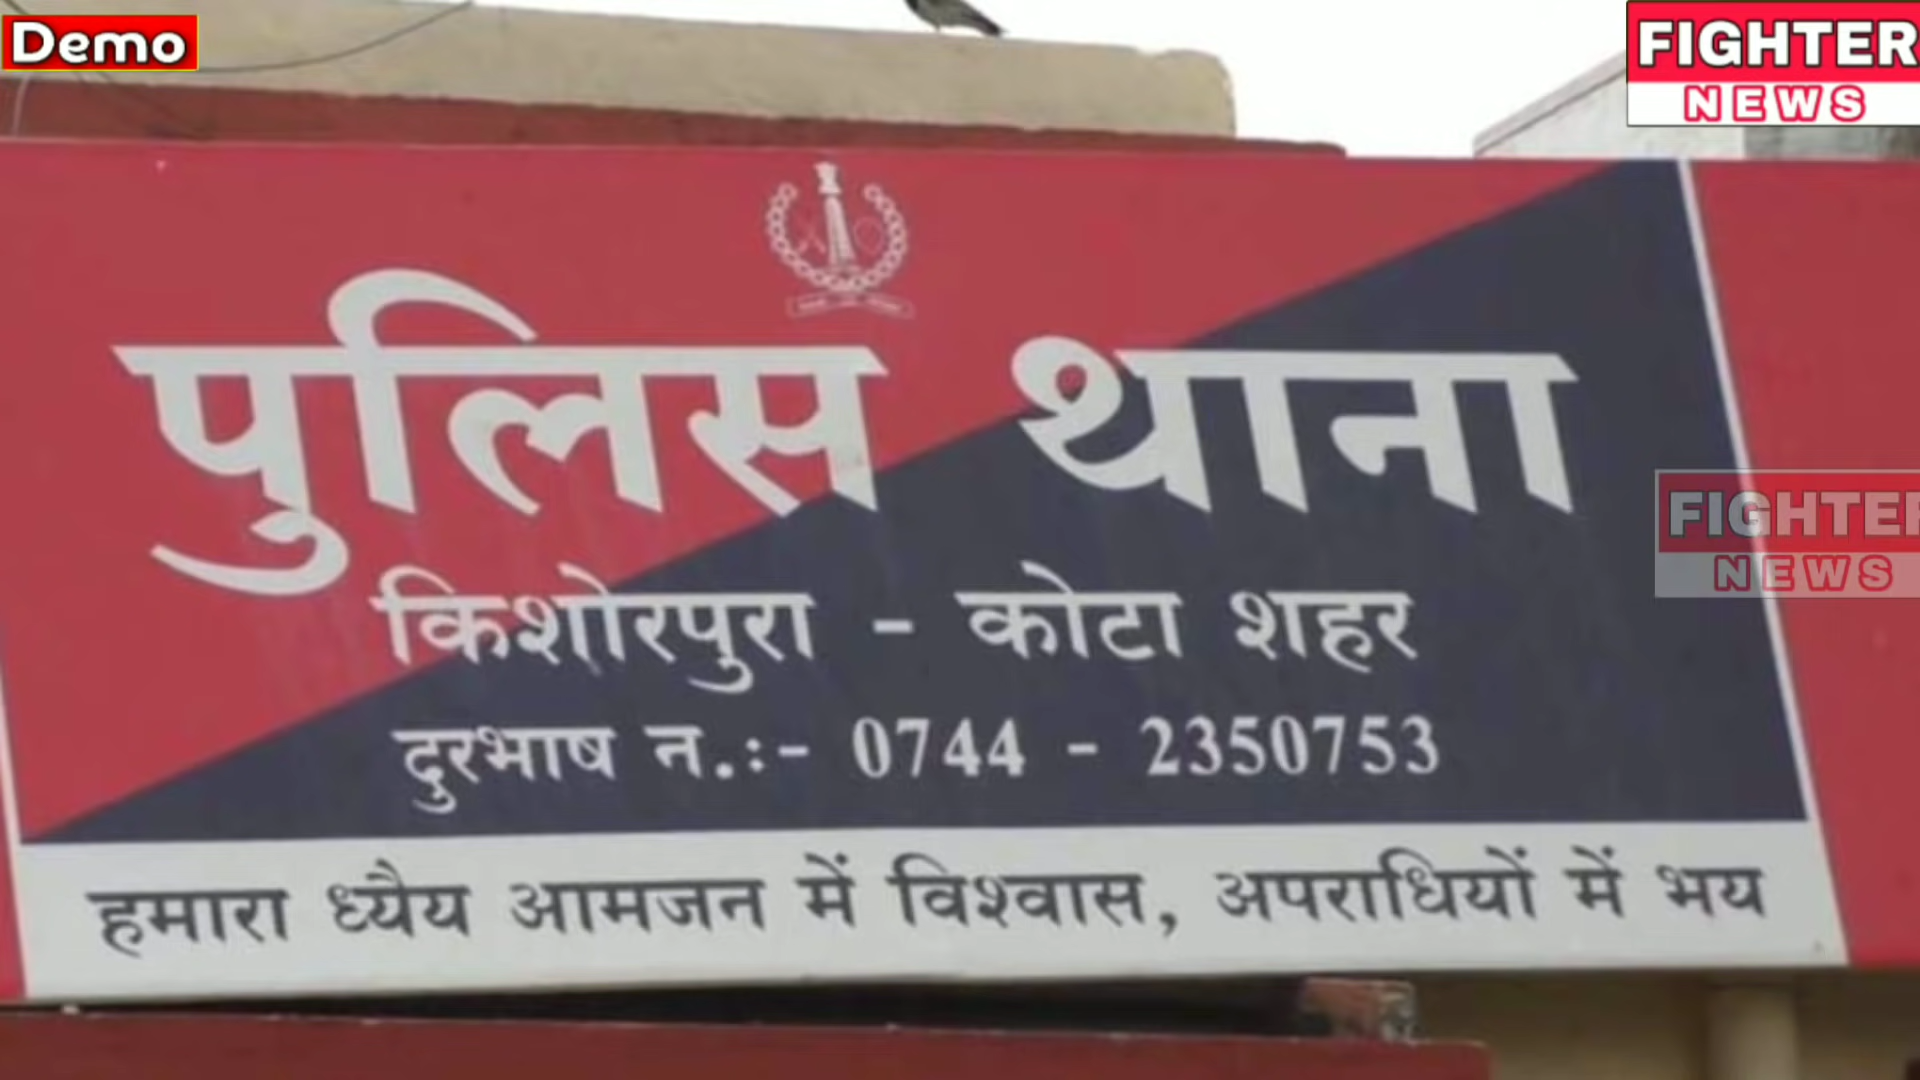 Demo
FIGHTER
NEWS
पुलिस थाना
किशोरपुरा - कोटा शहर
दुरभाष न.:- 0744 - 2350753
हमारा ध्यैय आमजन में विश्वास, अपराधियों में भय
FIGHTER
NEWS